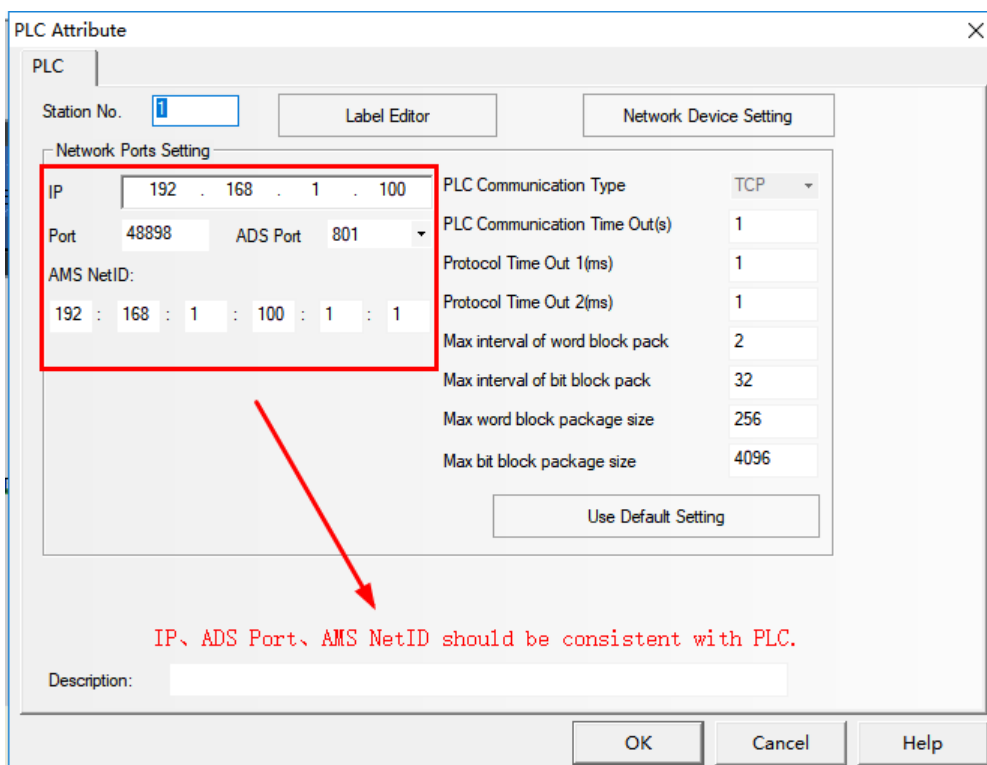 PLC Attribute
PLC
Station No. 1 Label Editor Network Device Setting
Network Ports Setting
IP 192 . 168 . 1 . 100
Port 48898 ADS Port 801
AMS NetID:
192 : 168 : 1 : 100 : 1 : 1
PLC Communication Type TCP
PLC Communication Time Out(s) 1
Protocol Time Out 1(ms) 1
Protocol Time Out 2(ms) 1
Max interval of word block pack 2
Max interval of bit block pack 32
Max word block package size 256
Max bit block package size 4096
Use Default Setting
IP、ADS Port、AMS NetID should be consistent with PLC.
Description:
OK Cancel Help